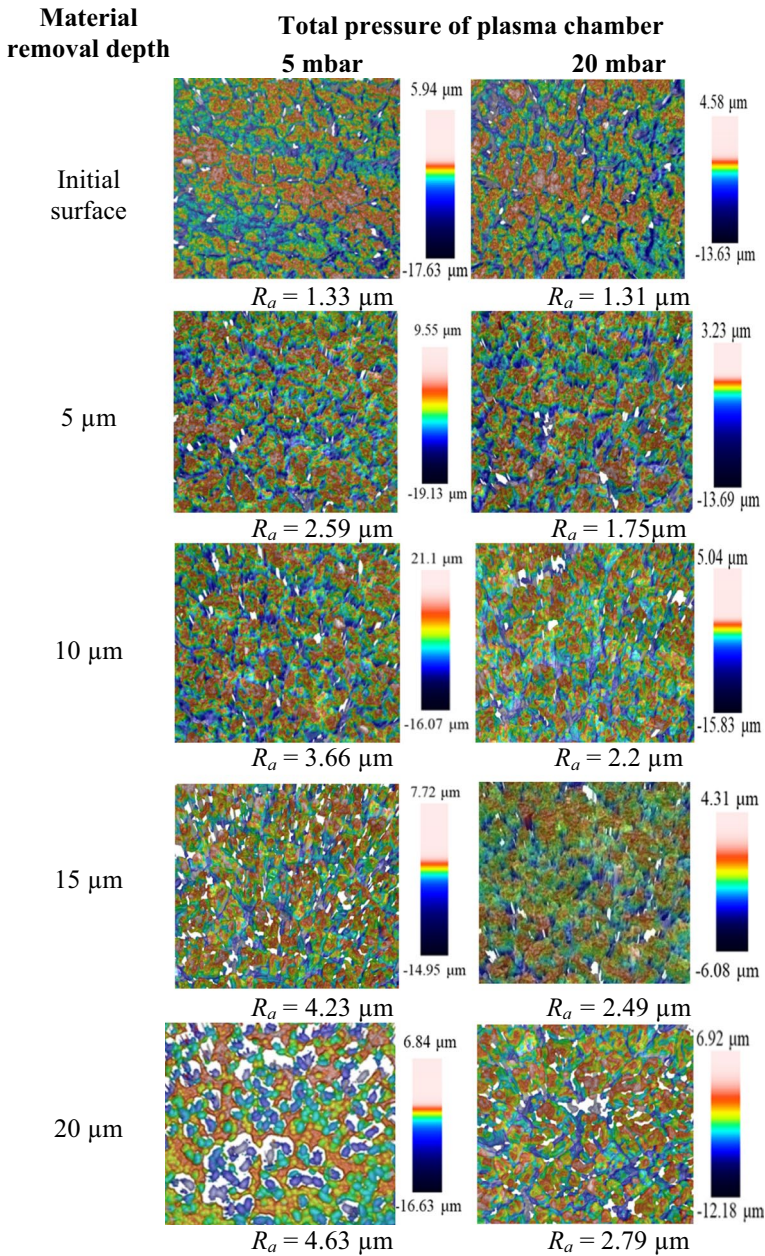 Material
removal depth
Total pressure of plasma chamber
5 mbar
20 mbar
Initial
surface
5.94 µm
-17.63 µm
4.58 µm
-13.63 µm
Rₐ = 1.33 µm
Rₐ = 1.31 µm
5 µm
9.55 µm
-19.13 µm
3.23 µm
-13.69 µm
Rₐ = 2.59 µm
Rₐ = 1.75µm
10 µm
21.1 µm
-16.07 µm
5.04 µm
-15.83 µm
Rₐ = 3.66 µm
Rₐ = 2.2 µm
15 µm
7.72 µm
-14.95 µm
4.31 µm
-6.08 µm
Rₐ = 4.23 µm
Rₐ = 2.49 µm
20 µm
6.84 µm
-16.63 µm
6.92 µm
-12.18 µm
Rₐ = 4.63 µm
Rₐ = 2.79 µm